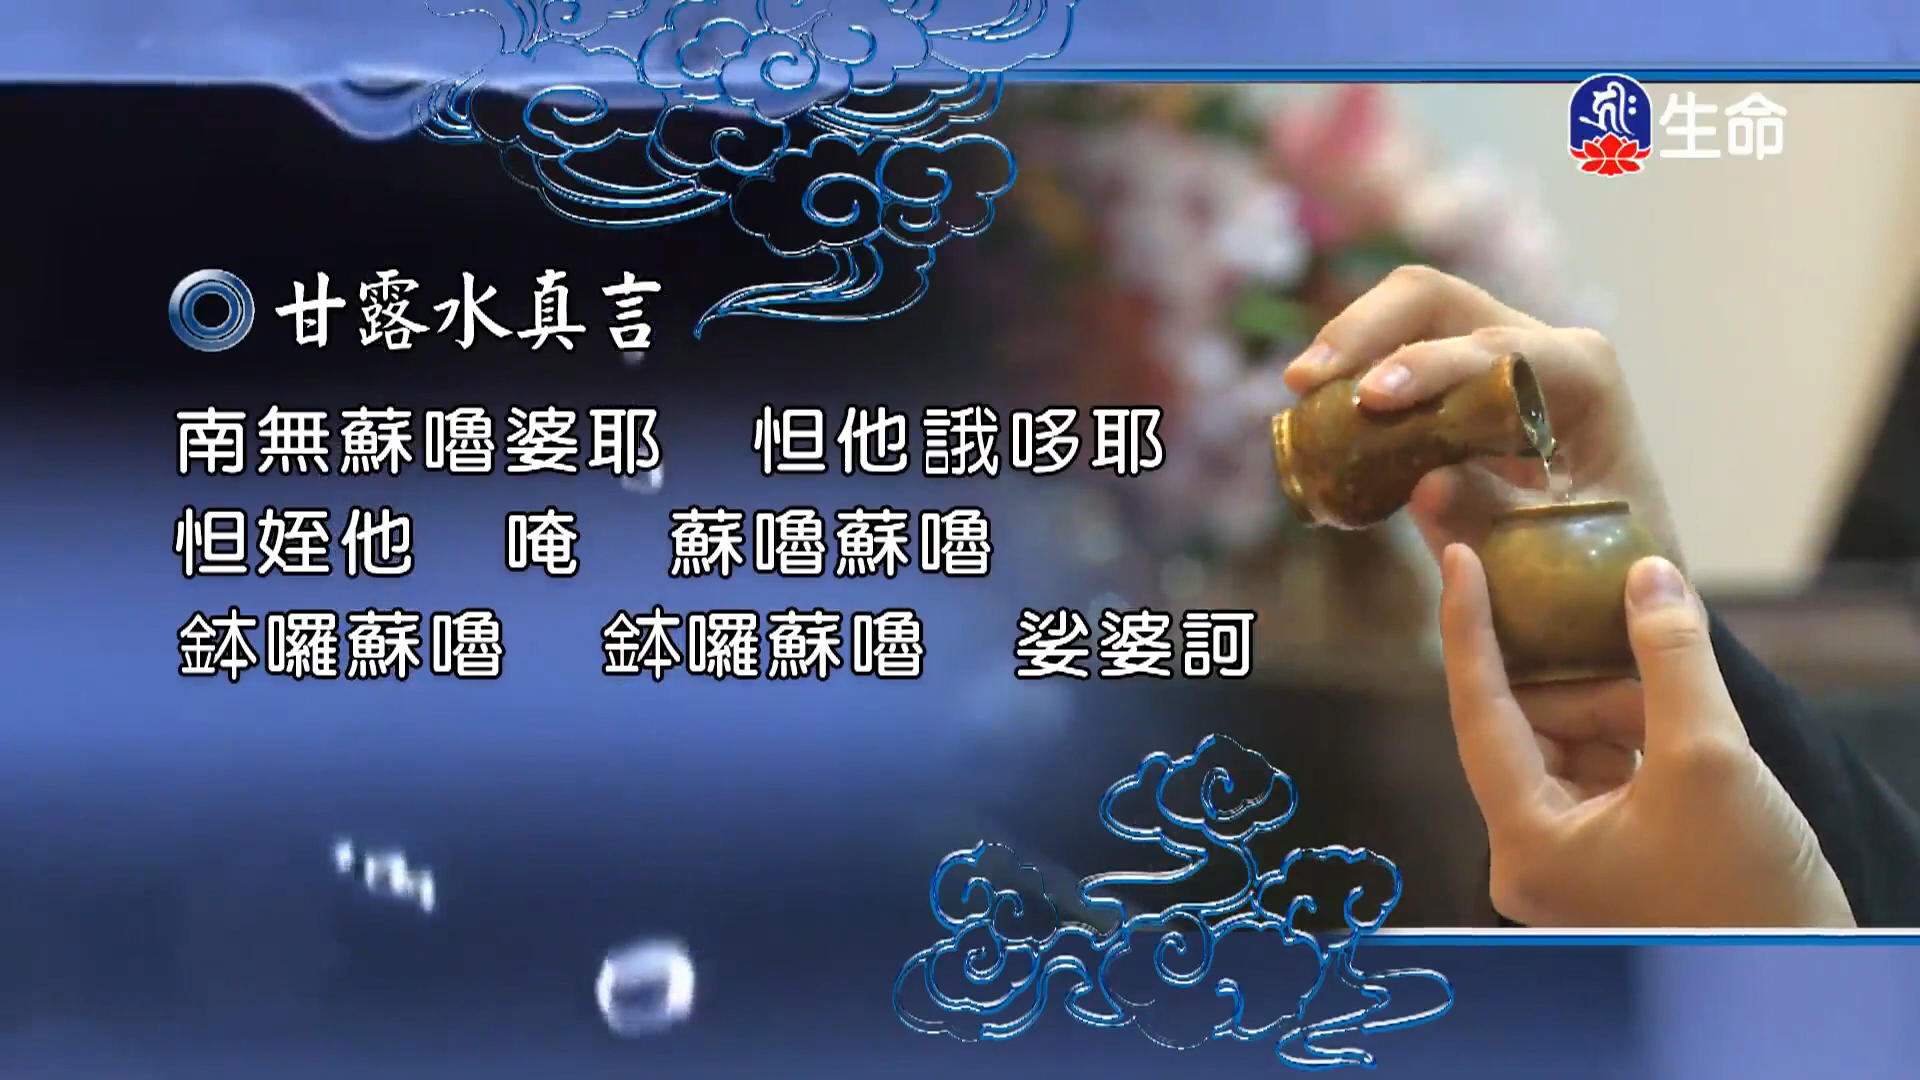 生命
甘露水真言
南無蘇嚕婆耶　怛他誐哆耶
怛姪他　唵　蘇嚕蘇嚕
鉢囉蘇嚕　鉢囉蘇嚕　娑婆訶